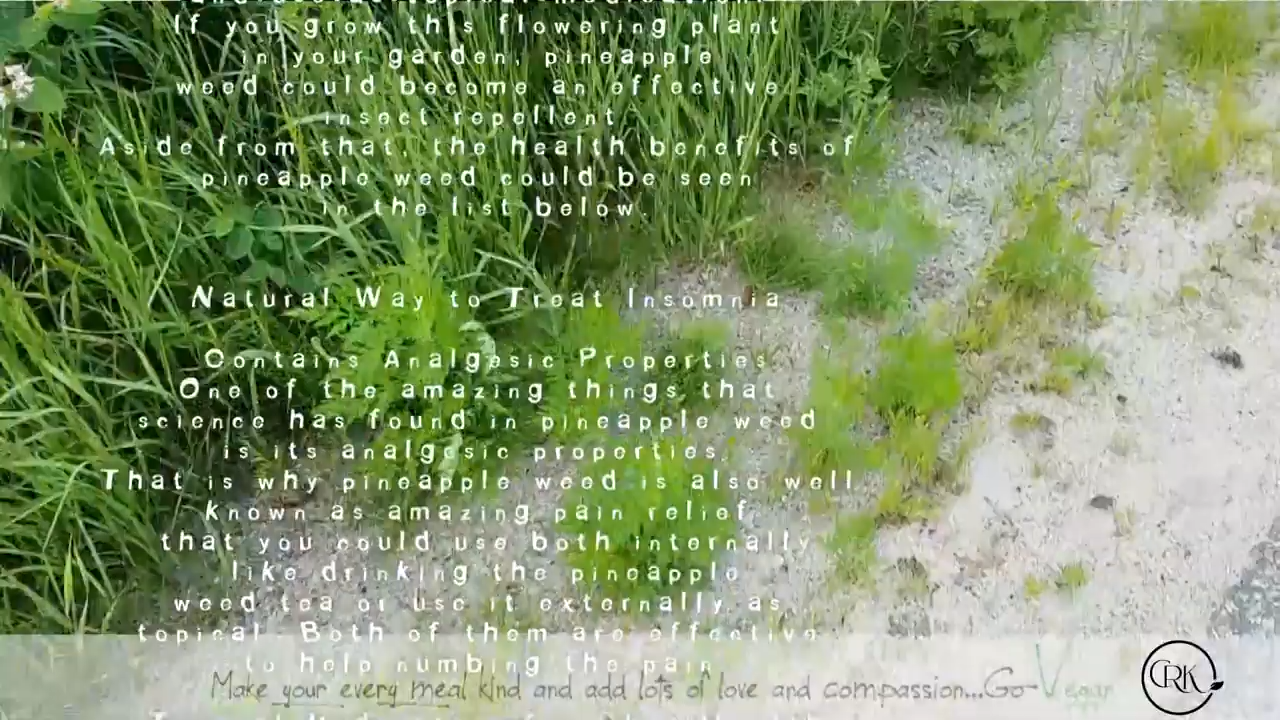 If you grow this flowering plant
in your garden, pineapple
weed could become an effective
insect repellent
Aside from that, the health benefits of
pineapple weed could be seen
in the list below.
Natural Way to Treat Insomnia
Contains Analgesic Properties
One of the amazing things that
science has found in pineapple weed
is its analgesic properties.
That is why pineapple weed is also well
known as amazing pain relief
that you could use both internally
like drinking the pineapple
weed tea or use it externally as
topical. Both of them are effective
to help numbing the pain
Make your every meal kind and add lots of love and compassion...Go Vegan
CRK